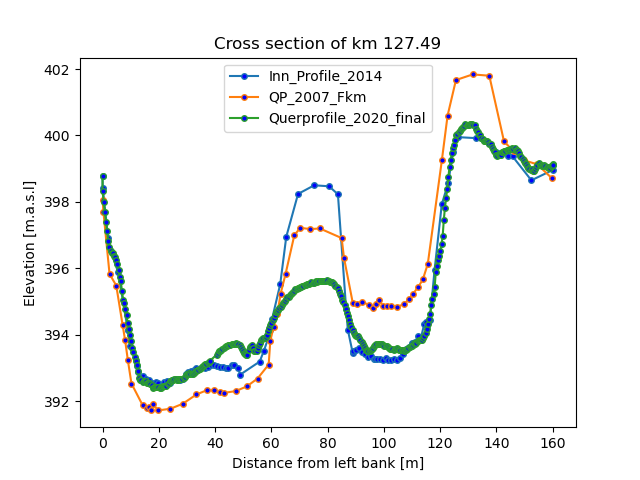 Cross section of km 127.49
Inn_Profile_2014
QP_2007_Fkm
Querprofile_2020_final
402
400
398
396
394
392
Elevation [m.a.s.l]
0
20
40
60
80
100
120
140
160
Distance from left bank [m]